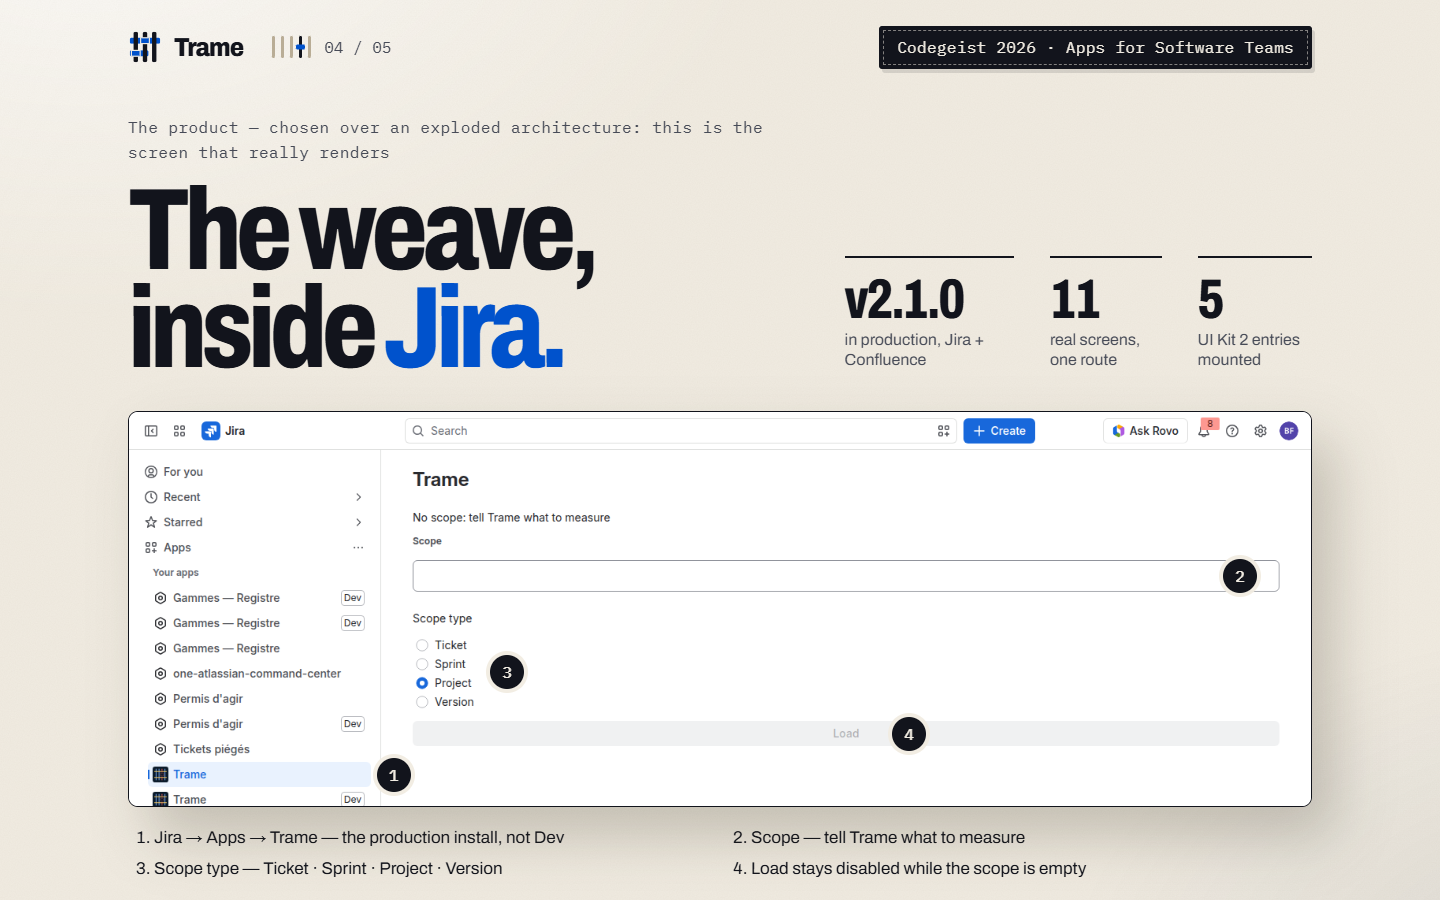 Trame
04 / 05
Codegeist 2026 · Apps for Software Teams
The product — chosen over an exploded architecture: this is the
screen that really renders
The weave,
inside Jira.
v2.1.0
in production, Jira +
Confluence
11
real screens,
one route
5
UI Kit 2 entries
mounted
Jira
Search
Create
Ask Rovo
8
BF
For you
Recent
Starred
Apps
Your apps
Gammes — Registre Dev
Gammes — Registre Dev
Gammes — Registre
one-atlassian-command-center
Permis d'agir
Permis d'agir Dev
Tickets piégés
Trame
Trame Dev
Trame
No scope: tell Trame what to measure
Scope
2
Scope type
Ticket
Sprint
Project
Version
3
Load
4
1
1. Jira → Apps → Trame — the production install, not Dev
2. Scope — tell Trame what to measure
3. Scope type — Ticket · Sprint · Project · Version
4. Load stays disabled while the scope is empty